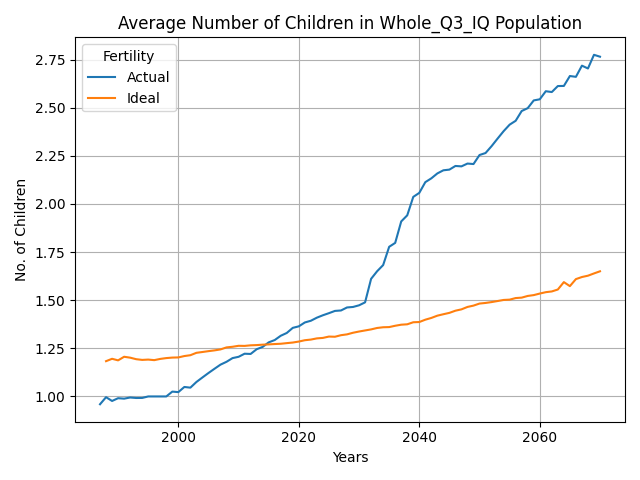 Average Number of Children in Whole_Q3_IQ Population
Fertility
Actual
Ideal
2.75
2.50
2.25
2.00
1.75
1.50
1.25
1.00
No. of Children
2000
2020
2040
2060
Years